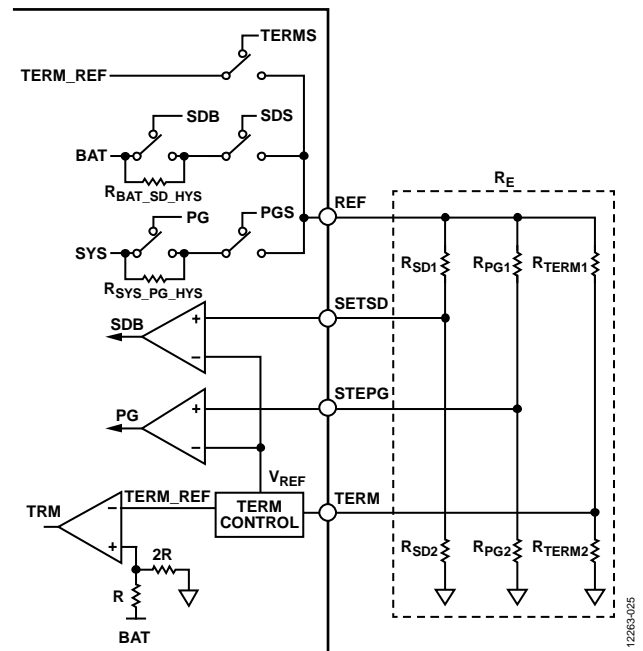 TERMS
TERM_REF
SDB
SDS
BAT
RBAT_SD_HYS
PG
PGS
SYS
RSYS_PG_HYS
REF
RE
RSD1
RPG1
RTERM1
SETSD
SDB
+
−
STEPG
PG
+
−
VREF
TERM_REF
TERM
CONTROL
TERM
TRM
−
+
2R
R
BAT
RSD2
RPG2
RTERM2
12263-025